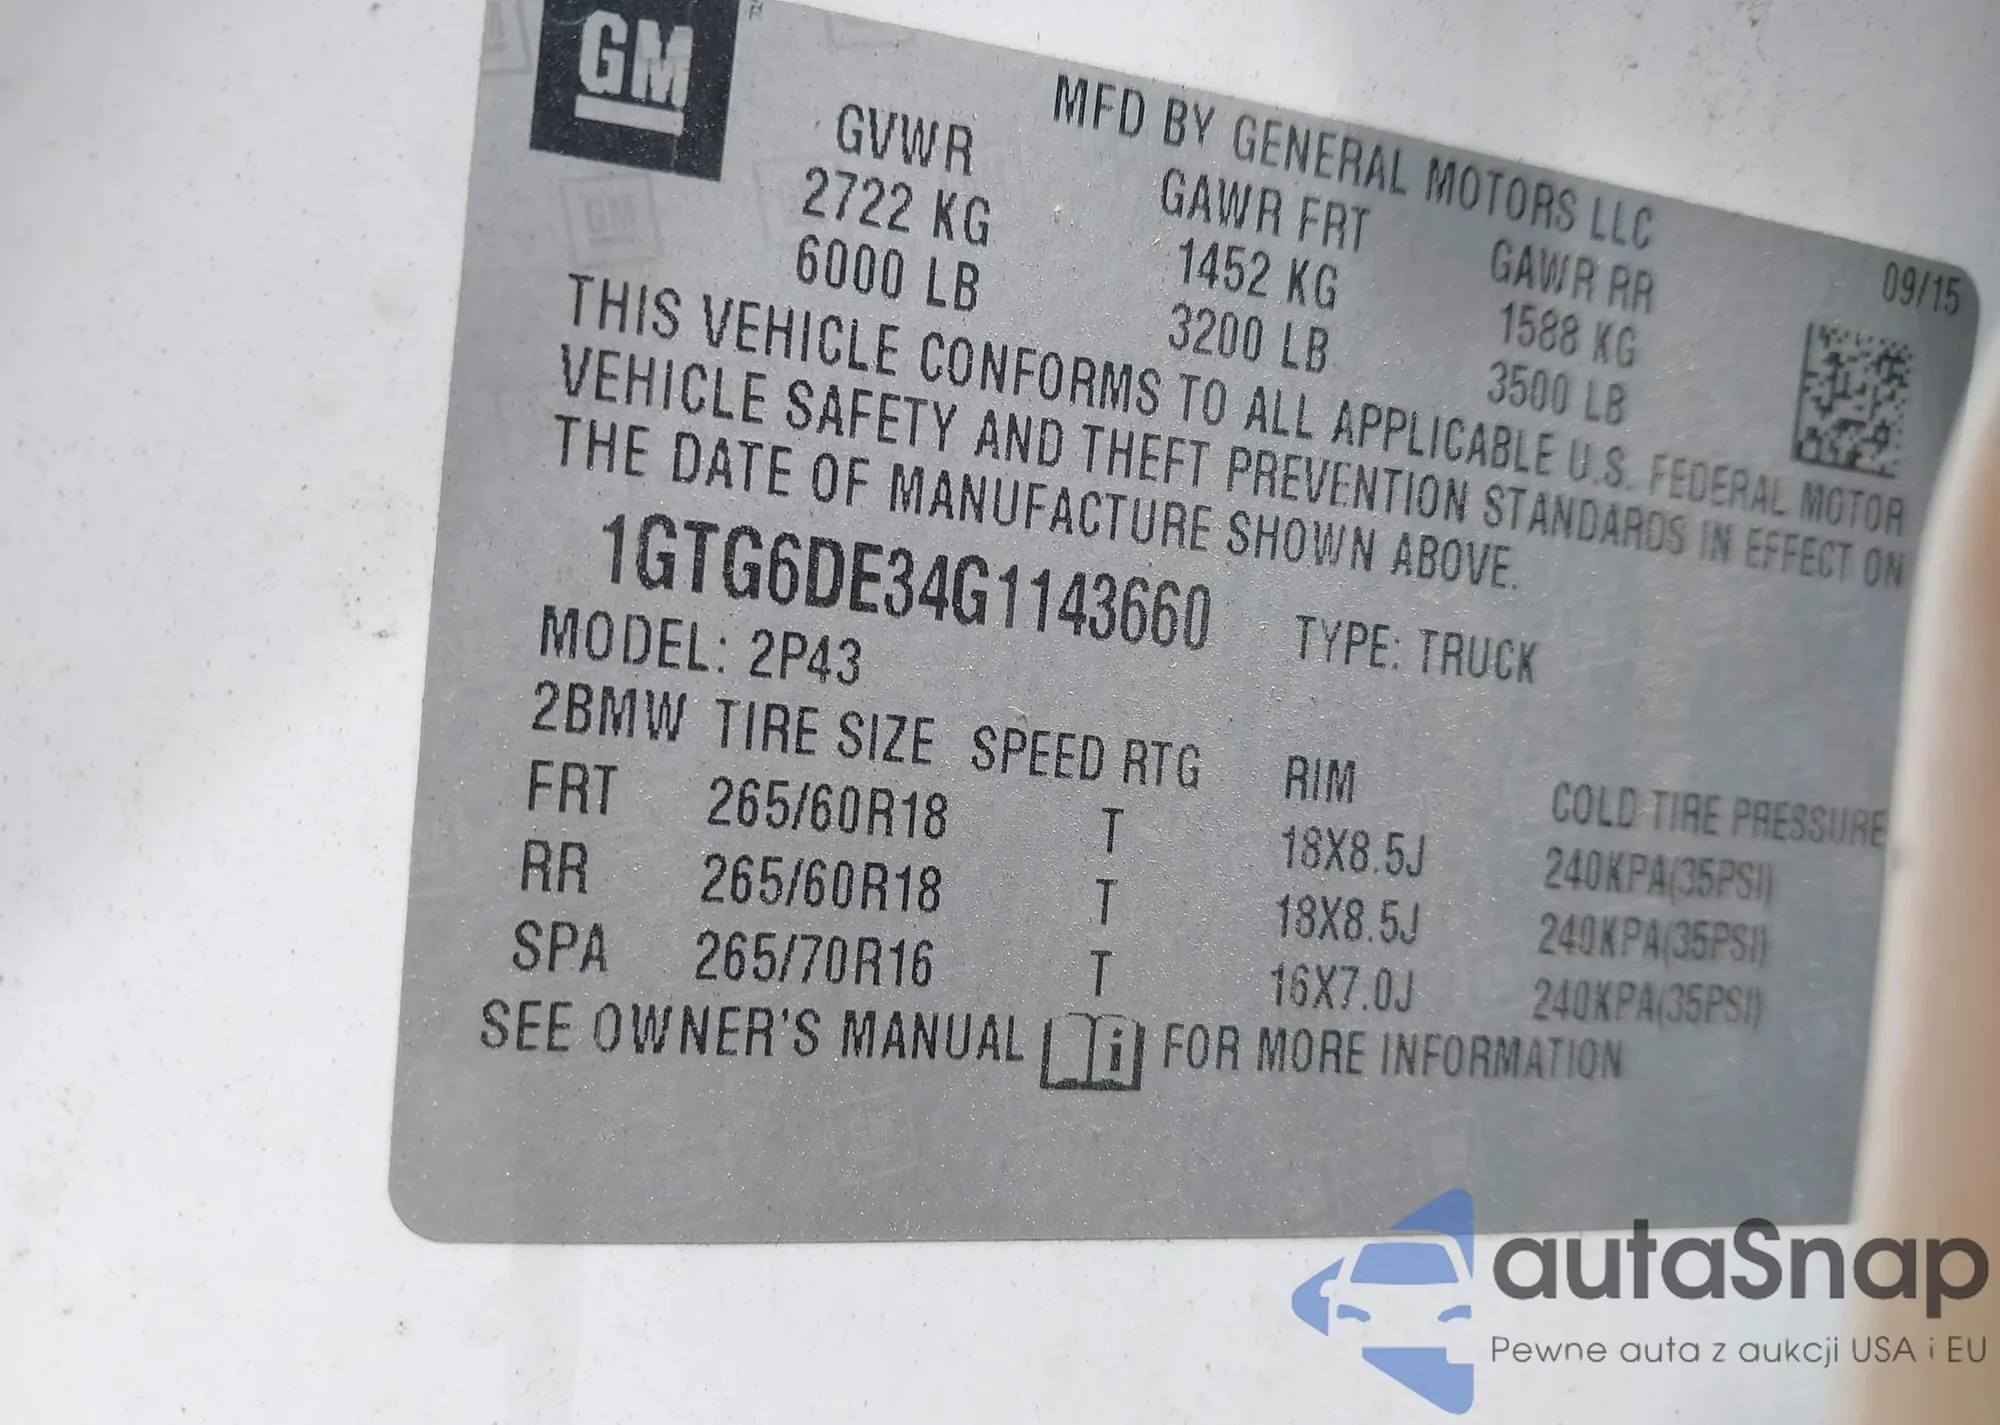 GM
MFD BY GENERAL MOTORS LLC
GVWR GAWR FRT GAWR RR 09/15
2722 KG 1452 KG 1588 KG
6000 LB 3200 LB 3500 LB
THIS VEHICLE CONFORMS TO ALL APPLICABLE U.S. FEDERAL MOTOR
VEHICLE SAFETY AND THEFT PREVENTION STANDARDS IN EFFECT ON
THE DATE OF MANUFACTURE SHOWN ABOVE.
1GTG6DE34G1143660 TYPE: TRUCK
MODEL: 2P43
2BMW TIRE SIZE SPEED RTG RIM COLD TIRE PRESSURE
FRT 265/60R18 T 18X8.5J 240KPA(35PSI)
RR 265/60R18 T 18X8.5J 240KPA(35PSI)
SPA 265/70R16 T 16X7.0J 240KPA(35PSI)
SEE OWNER'S MANUAL i FOR MORE INFORMATION
autaSnap
Pewne auta z aukcji USA i EU